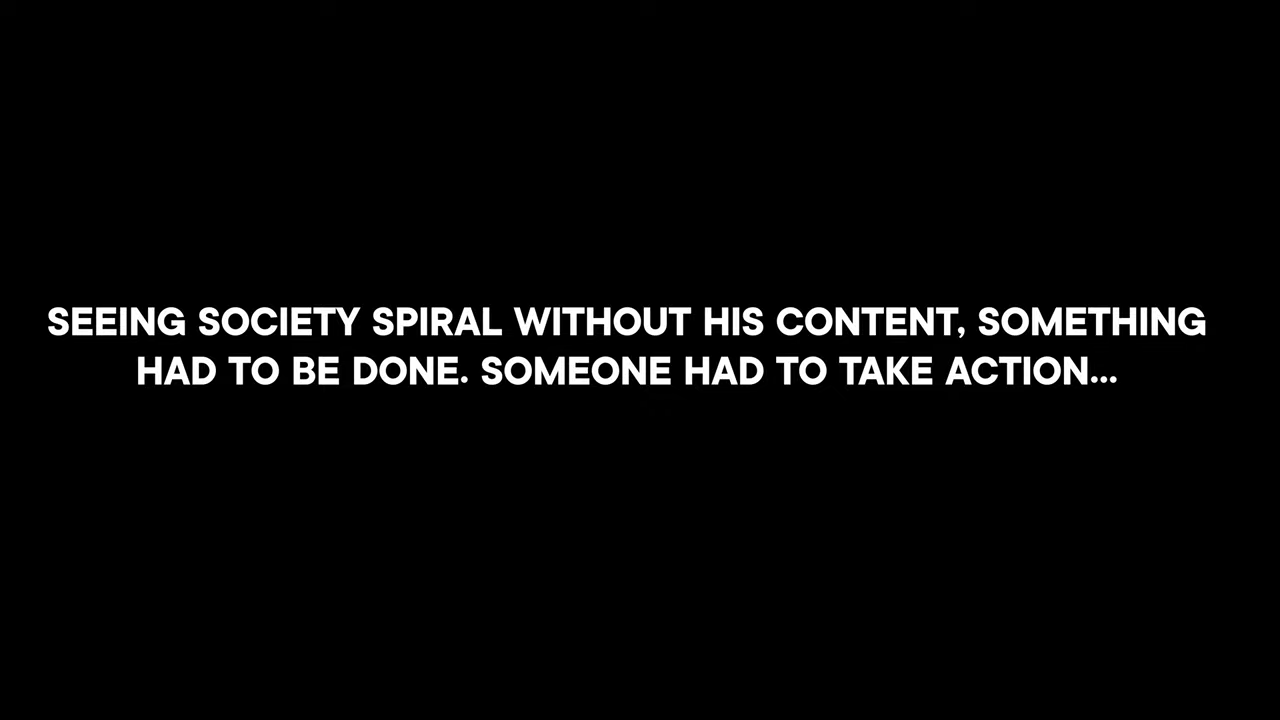 SEEING SOCIETY SPIRAL WITHOUT HIS CONTENT, SOMETHING
HAD TO BE DONE. SOMEONE HAD TO TAKE ACTION...